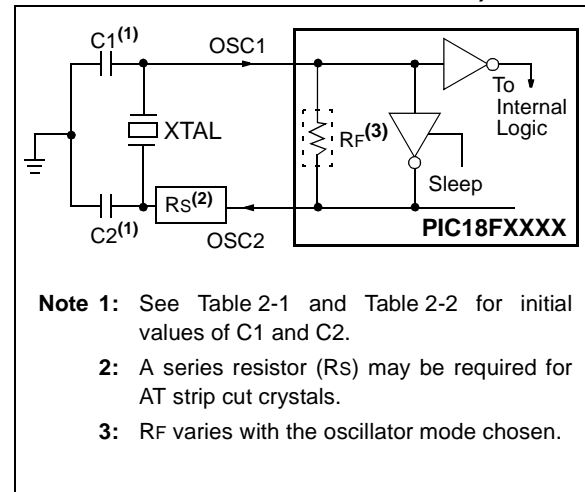 C1(1)
OSC1
To
Internal
Logic
XTAL
RF(3)
Sleep
C2(1)
RS(2)
OSC2
PIC18FXXXX
Note 1: See Table 2-1 and Table 2-2 for initial
values of C1 and C2.
2: A series resistor (RS) may be required for
AT strip cut crystals.
3: RF varies with the oscillator mode chosen.